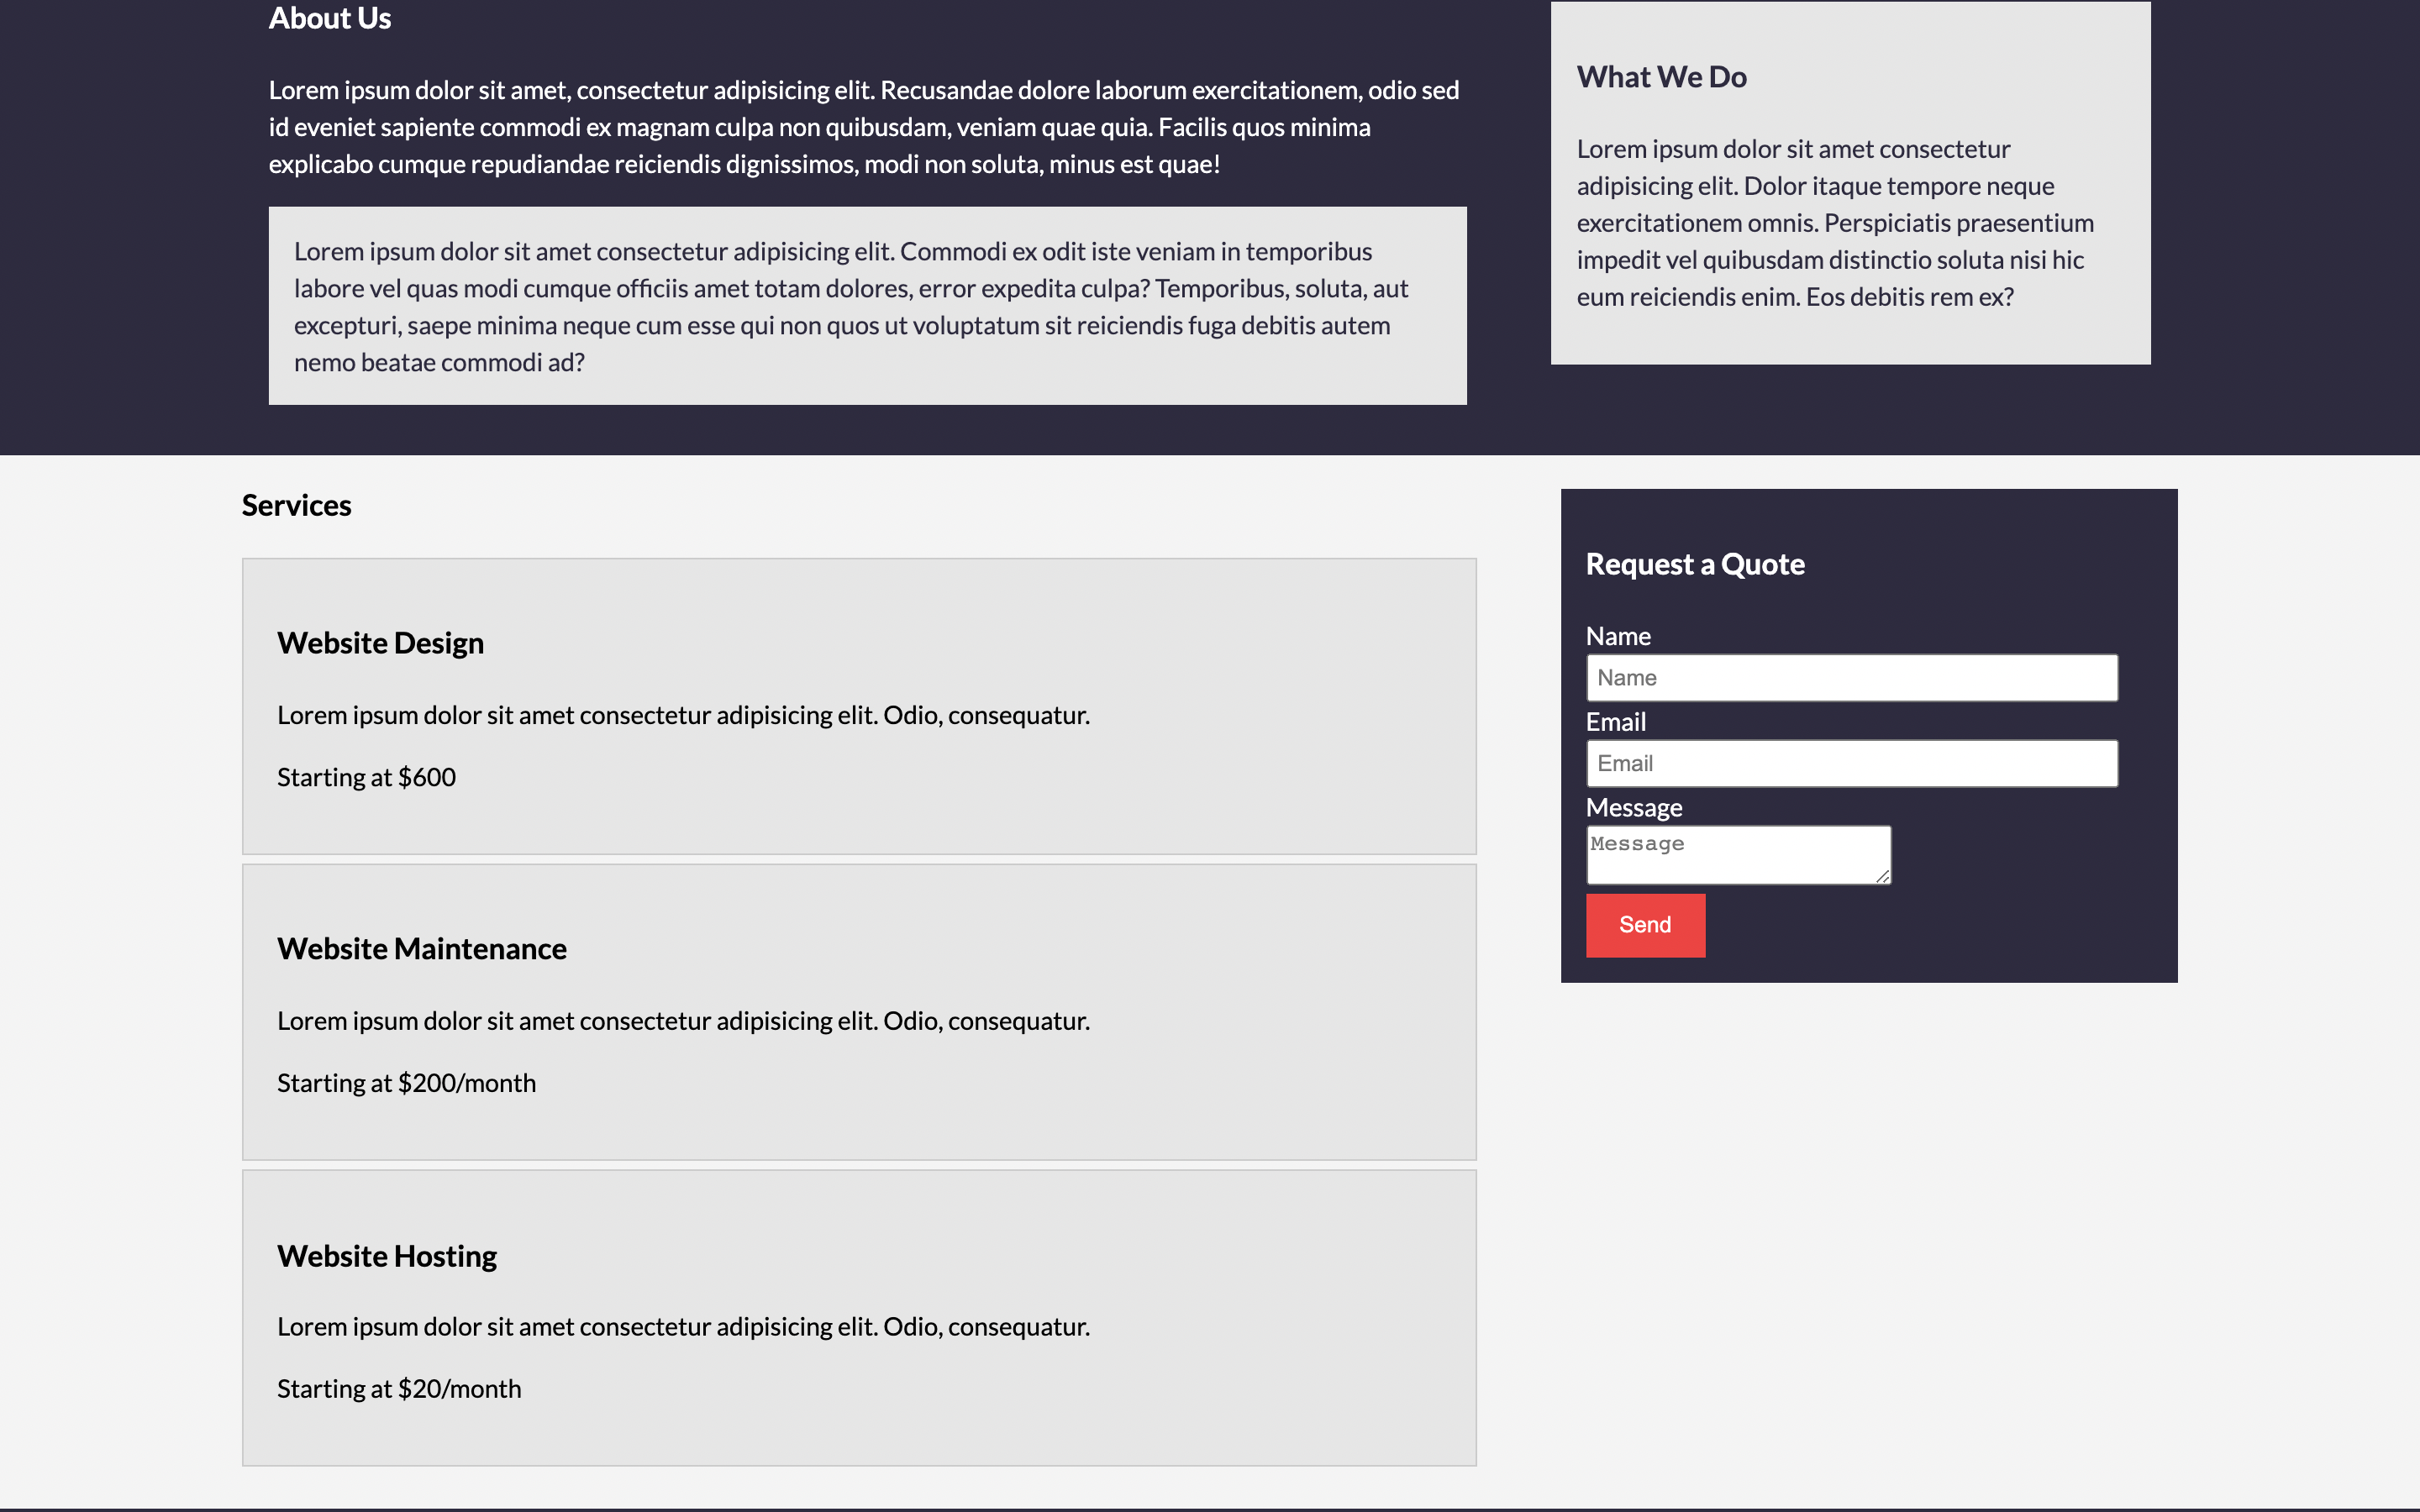 About Us
Lorem ipsum dolor sit amet, consectetur adipisicing elit. Recusandae dolore laborum exercitationem, odio sed
id eveniet sapiente commodi ex magnam culpa non quibusdam, veniam quae quia. Facilis quos minima
explicabo cumque repudiandae reiciendis dignissimos, modi non soluta, minus est quae!
Lorem ipsum dolor sit amet consectetur adipisicing elit. Commodi ex odit iste veniam in temporibus
labore vel quas modi cumque officiis amet totam dolores, error expedita culpa? Temporibus, soluta, aut
excepturi, saepe minima neque cum esse qui non quos ut voluptatum sit reiciendis fuga debitis autem
nemo beatae commodi ad?
What We Do
Lorem ipsum dolor sit amet consectetur
adipisicing elit. Dolor itaque tempore neque
exercitationem omnis. Perspiciatis praesentium
impedit vel quibusdam distinctio soluta nisi hic
eum reiciendis enim. Eos debitis rem ex?
Services
Website Design
Lorem ipsum dolor sit amet consectetur adipisicing elit. Odio, consequatur.
Starting at $600
Website Maintenance
Lorem ipsum dolor sit amet consectetur adipisicing elit. Odio, consequatur.
Starting at $200/month
Website Hosting
Lorem ipsum dolor sit amet consectetur adipisicing elit. Odio, consequatur.
Starting at $20/month
Request a Quote
Name
Name
Email
Email
Message
Message
Send